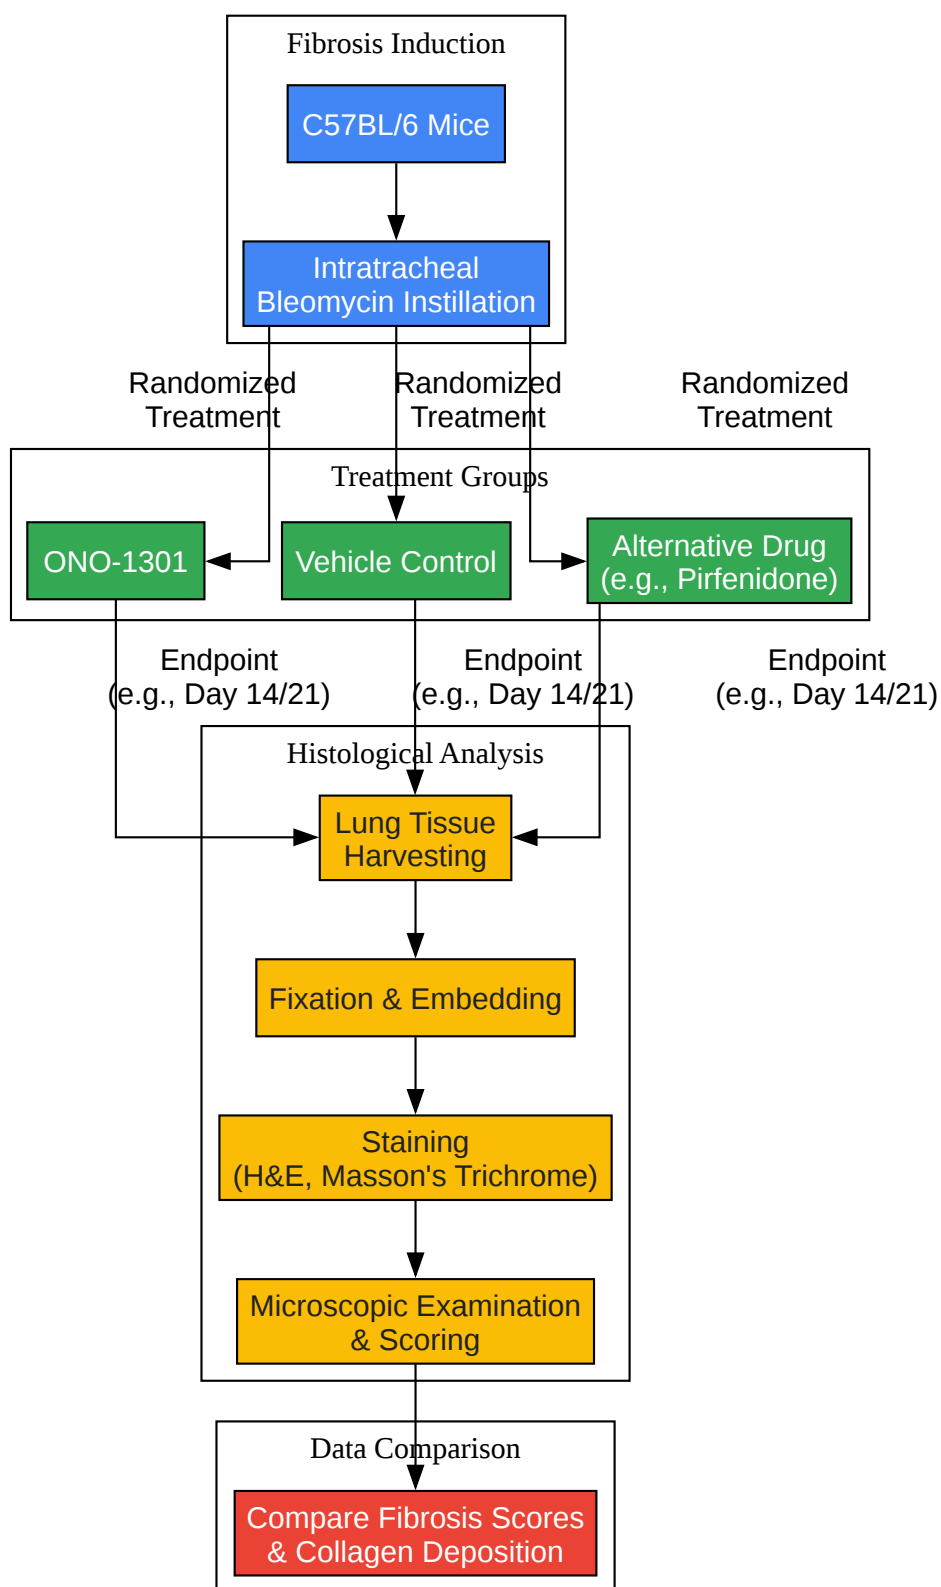 Fibrosis Induction
C57BL/6 Mice
Intratracheal
Bleomycin Instillation
Randomized
Treatment
Randomized
Treatment
Randomized
Treatment
Treatment Groups
ONO-1301
Vehicle Control
Alternative Drug
(e.g., Pirfenidone)
Endpoint
(e.g., Day 14/21)
Endpoint
(e.g., Day 14/21)
Endpoint
(e.g., Day 14/21)
Histological Analysis
Lung Tissue
Harvesting
Fixation & Embedding
Staining
(H&E, Masson's Trichrome)
Microscopic Examination
& Scoring
Data Comparison
Compare Fibrosis Scores
& Collagen Deposition